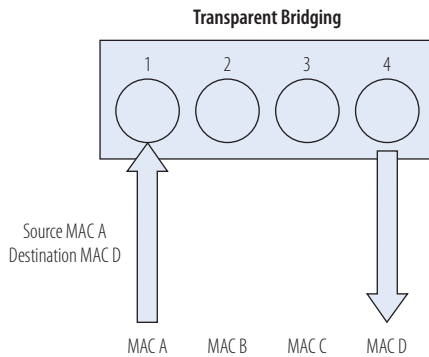 Transparent Bridging
1 2 3 4
Source MAC A
Destination MAC D
MAC A MAC B MAC C MAC D